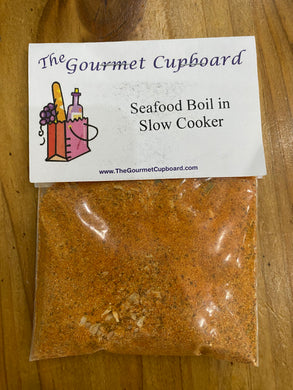 The Gourmet Cupboard
Seafood Boil in
Slow Cooker
www.TheGourmetCupboard.com